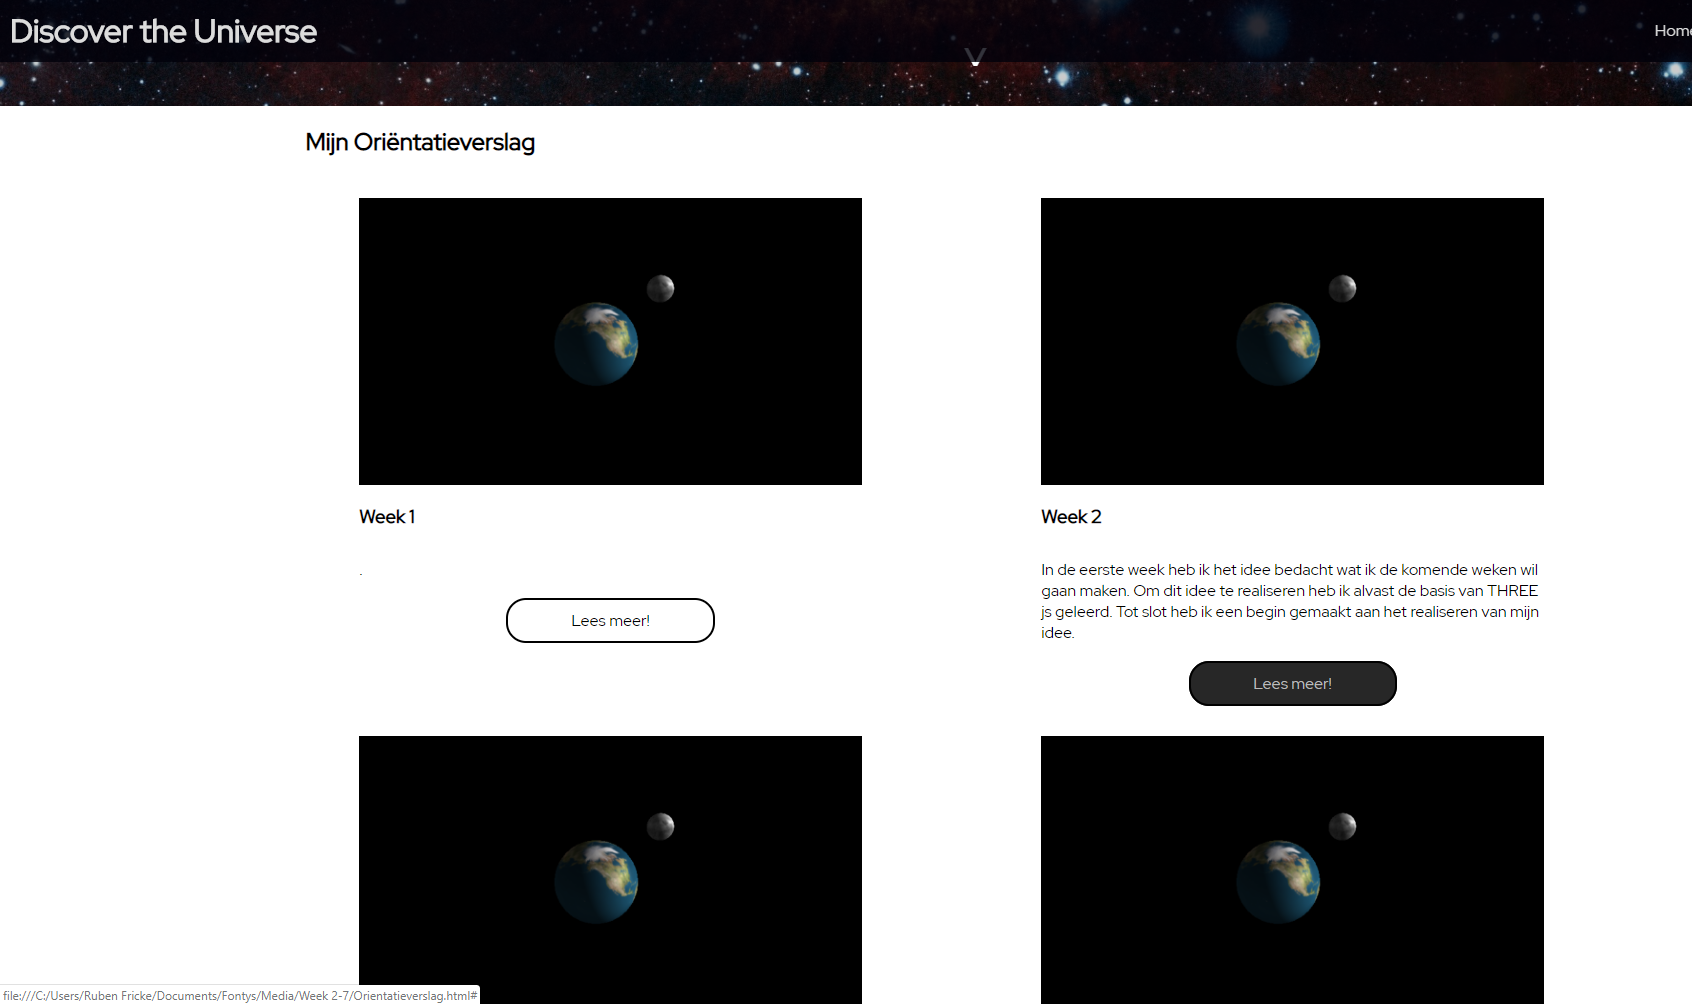 Discover the Universe
Home
V
Mijn Oriëntatieverslag
Week 1
.
Lees meer!
Week 2
In de eerste week heb ik het idee bedacht wat ik de komende weken wil
gaan maken. Om dit idee te realiseren heb ik alvast de basis van THREE
js geleerd. Tot slot heb ik een begin gemaakt aan het realiseren van mijn
idee.
Lees meer!
file:///C:/Users/Ruben Fricke/Documents/Fontys/Media/Week 2-7/Orientatieverslag.html#